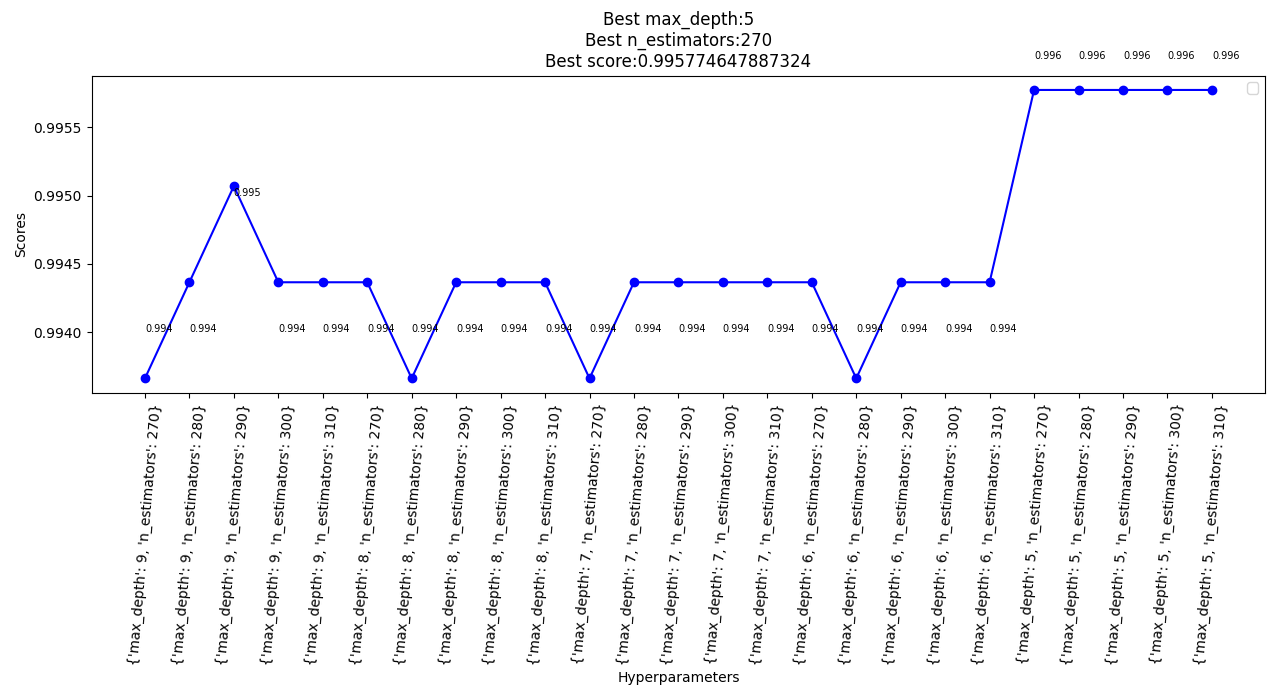 Best max_depth:5
Best n_estimators:270
Best score:0.995774647887324
0.996 0.996 0.996 0.996 0.996
0.9955
0.9950
0.9945
0.9940
Scores
0.995
0.994 0.994 0.994 0.994 0.994 0.994 0.994 0.994 0.994 0.994 0.994 0.994 0.994 0.994 0.994 0.994 0.994 0.994 0.994
{'max_depth': 9, 'n_estimators': 270}
{'max_depth': 9, 'n_estimators': 280}
{'max_depth': 9, 'n_estimators': 290}
{'max_depth': 9, 'n_estimators': 300}
{'max_depth': 9, 'n_estimators': 310}
{'max_depth': 8, 'n_estimators': 270}
{'max_depth': 8, 'n_estimators': 280}
{'max_depth': 8, 'n_estimators': 290}
{'max_depth': 8, 'n_estimators': 300}
{'max_depth': 8, 'n_estimators': 310}
{'max_depth': 7, 'n_estimators': 270}
{'max_depth': 7, 'n_estimators': 280}
{'max_depth': 7, 'n_estimators': 290}
{'max_depth': 7, 'n_estimators': 300}
{'max_depth': 7, 'n_estimators': 310}
{'max_depth': 6, 'n_estimators': 270}
{'max_depth': 6, 'n_estimators': 280}
{'max_depth': 6, 'n_estimators': 290}
{'max_depth': 6, 'n_estimators': 300}
{'max_depth': 6, 'n_estimators': 310}
{'max_depth': 5, 'n_estimators': 270}
{'max_depth': 5, 'n_estimators': 280}
{'max_depth': 5, 'n_estimators': 290}
{'max_depth': 5, 'n_estimators': 300}
{'max_depth': 5, 'n_estimators': 310}
Hyperparameters